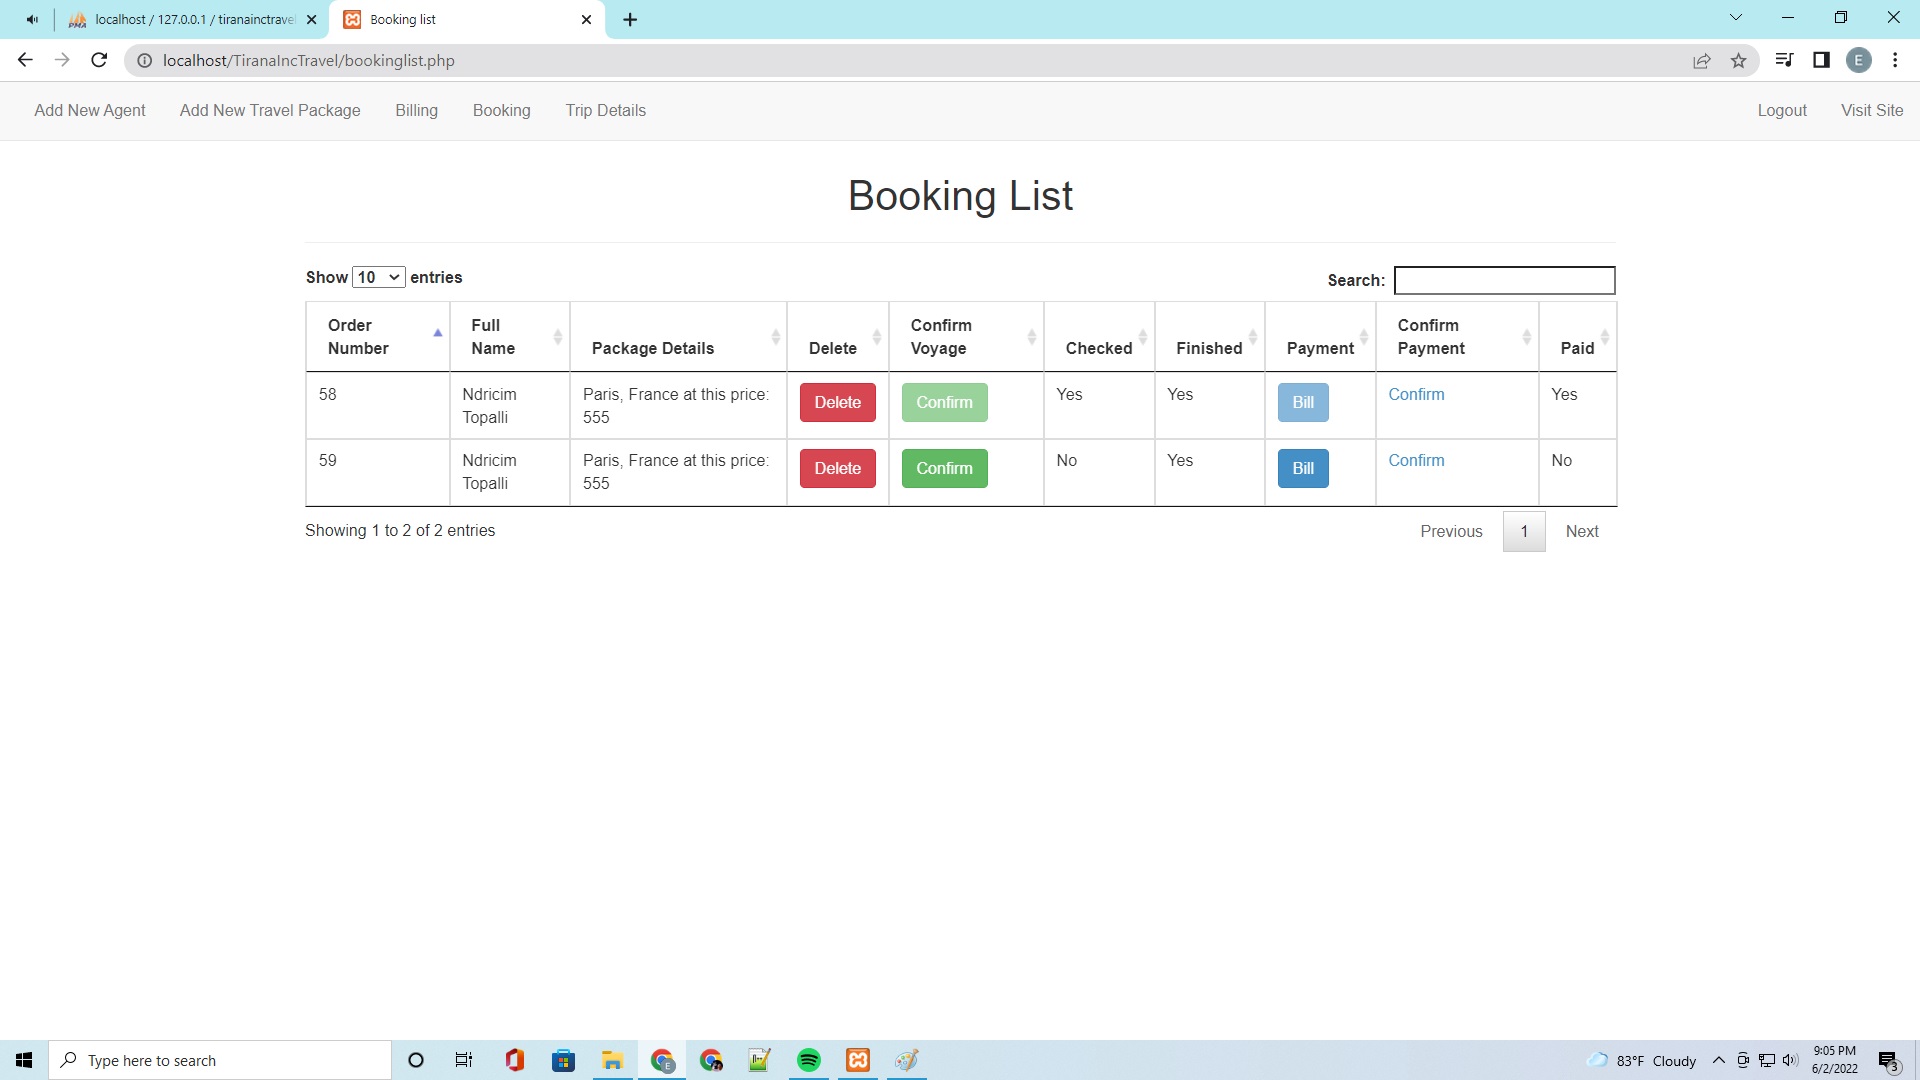 localhost / 127.0.0.1 / tiranainctravel
Booking list
localhost/TiranaIncTravel/bookinglist.php
E
Add New Agent Add New Travel Package Billing Booking Trip Details Logout Visit Site
Booking List
Show 10 entries Search:
Order Number Full Name Package Details Delete Confirm Voyage Checked Finished Payment Confirm Payment Paid
58 Ndricim Topalli Paris, France at this price: 555 Delete Confirm Yes Yes Bill Confirm Yes
59 Ndricim Topalli Paris, France at this price: 555 Delete Confirm No Yes Bill Confirm No
Showing 1 to 2 of 2 entries Previous 1 Next
Type here to search
83°F Cloudy
9:05 PM
6/2/2022
3